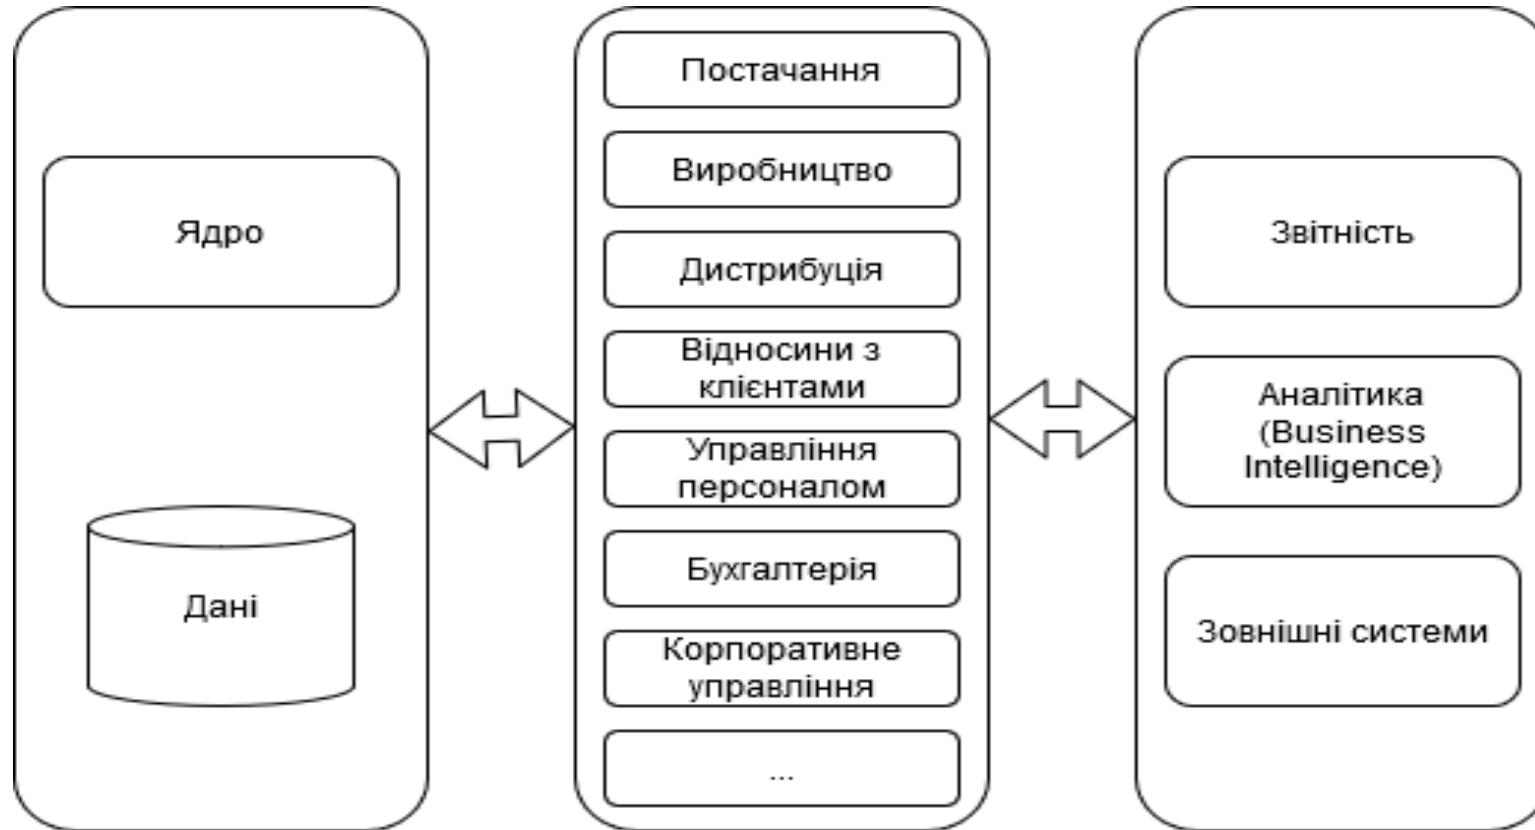 Ядро
Дані
Постачання
Виробництво
Дистрибуція
Відносини з
клієнтами
Управління
персоналом
Бухгалтерія
Корпоративне
управління
...
Звітність
Аналітика
(Business
Intelligence)
Зовнішні системи